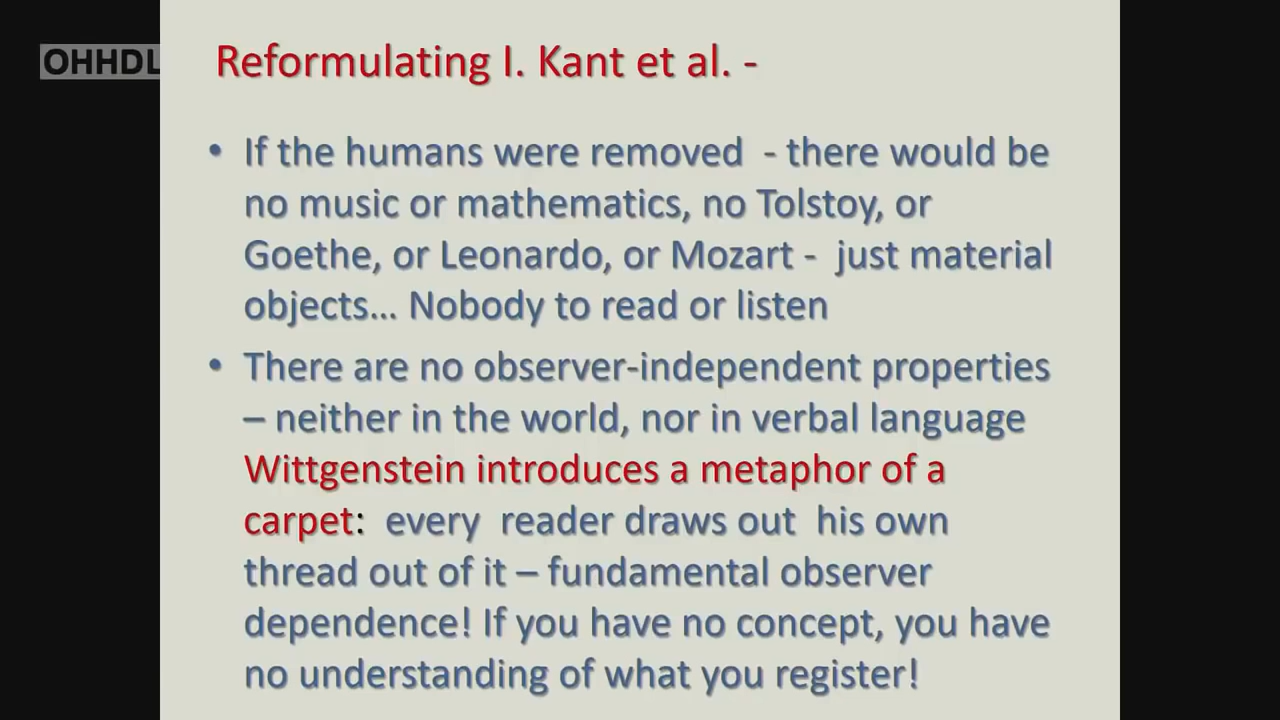 OHHDL
Reformulating I. Kant et al. -
• If the humans were removed - there would be
no music or mathematics, no Tolstoy, or
Goethe, or Leonardo, or Mozart - just material
objects... Nobody to read or listen
• There are no observer-independent properties
– neither in the world, nor in verbal language
Wittgenstein introduces a metaphor of a
carpet: every reader draws out his own
thread out of it – fundamental observer
dependence! If you have no concept, you have
no understanding of what you register!